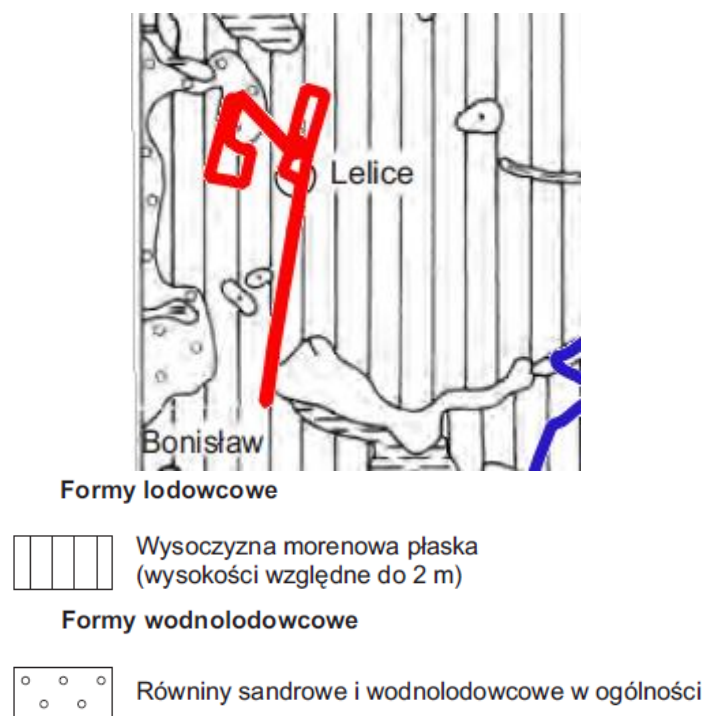 Lelice
Bonisław
Formy lodowcowe
Wysoczyzna morenowa płaska
(wysokości względne do 2 m)
Formy wodnolodowcowe
Równiny sandrowe i wodnolodowcowe w ogólności